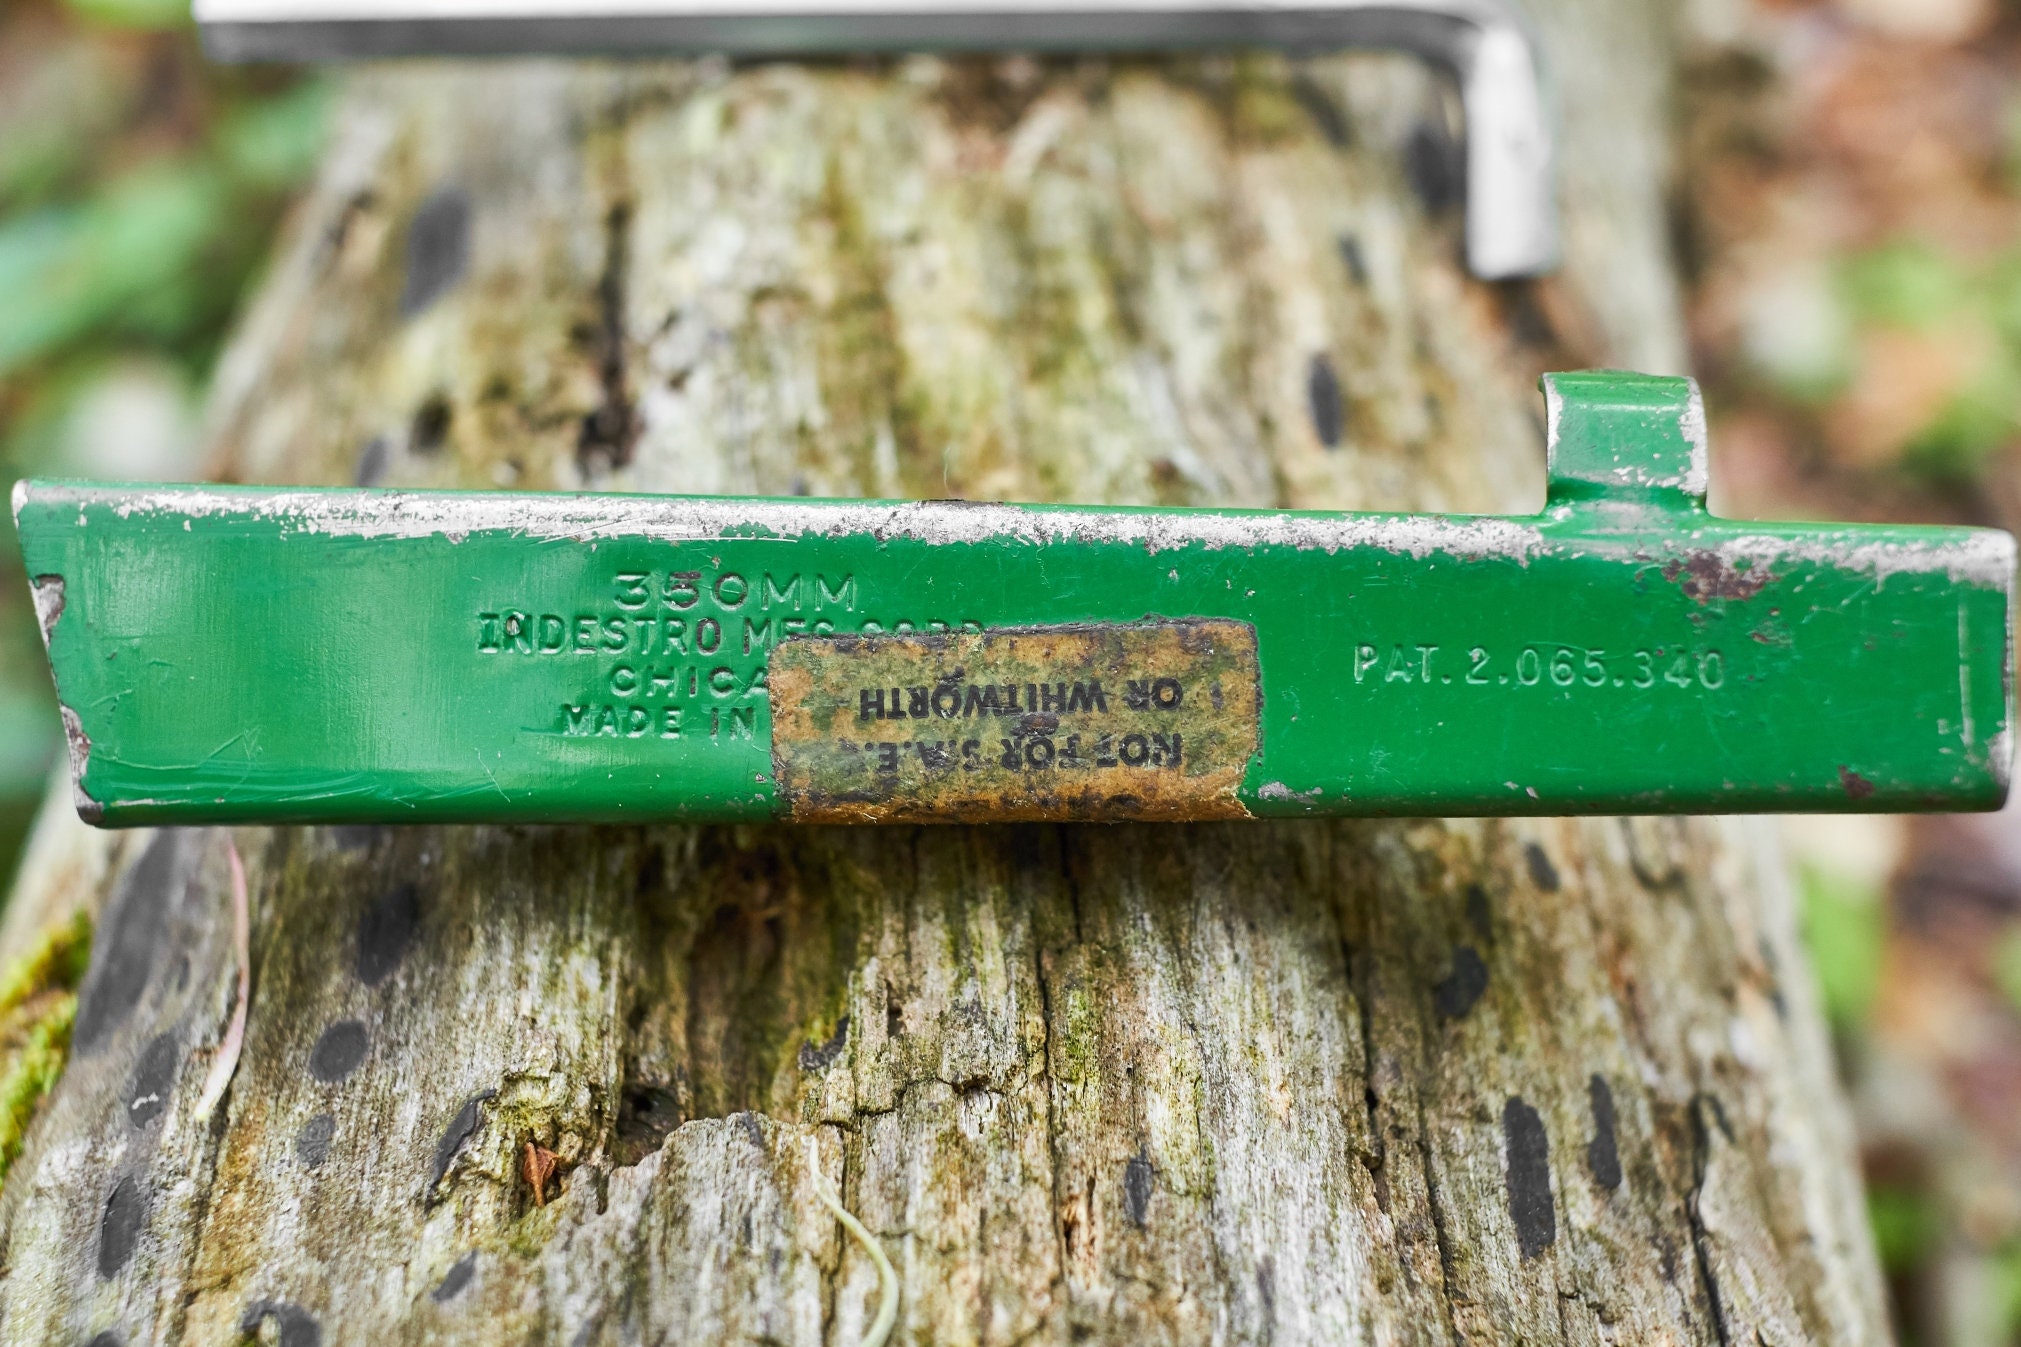 350MM
INDESTRO MFG CORP
CHICA
MADE IN
NOT FOR S.A.E.
OR WHITWORTH
PAT.2.065.340